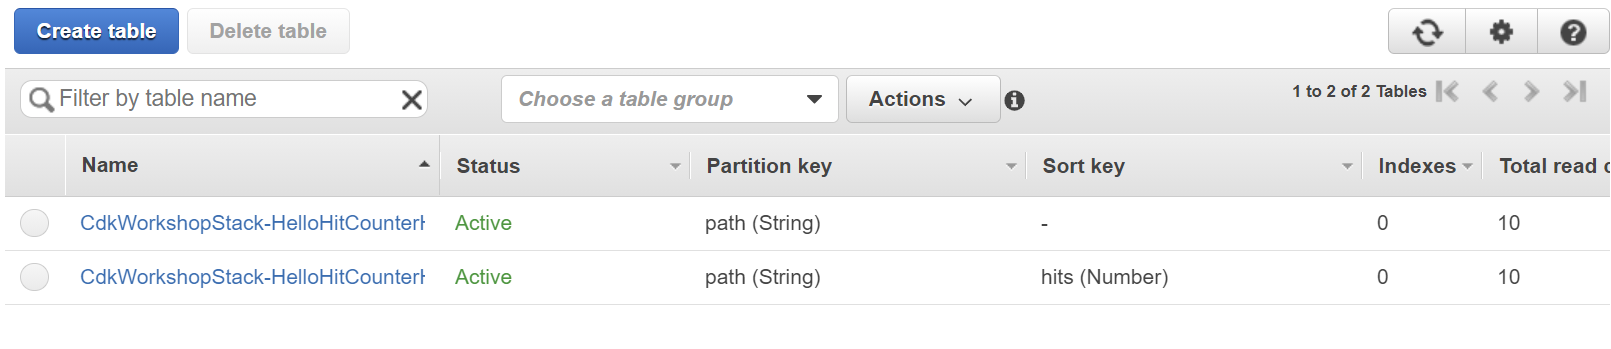 Create table Delete table
Filter by table name Choose a table group Actions 1 to 2 of 2 Tables
Name Status Partition key Sort key Indexes Total read
CdkWorkshopStack-HelloHitCounter Active path (String) - 0 10
CdkWorkshopStack-HelloHitCounter Active path (String) hits (Number) 0 10